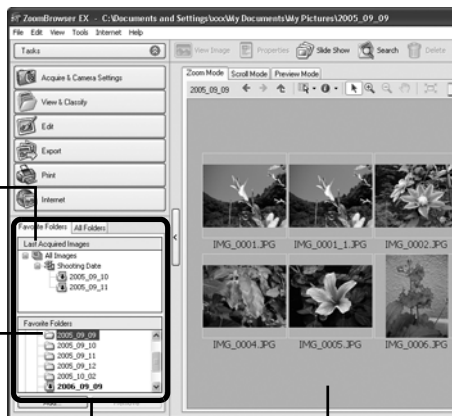 ZoomBrowser EX - C:\Documents and Settings\xxx\My Documents\My Pictures\2005_09_09
File Edit View Tools Internet Help
Tasks
View Image Properties Slide Show Search Delete
Acquire & Camera Settings
View & Classify
Edit
Export
Print
Internet
Zoom Mode Scroll Mode Preview Mode
2005_09_09
Favorite Folders All Folders
Last Acquired Images
All Images
Shooting Date
2005_09_10
2005_09_11
Favorite Folders
2005_09_09
2005_09_10
2005_09_11
2005_09_12
2005_10_02
2006_09_09
Add...
IMG_0001.JPG IMG_0001_1.JPG IMG_0002.JPG
IMG_0004.JPG IMG_0005.JPG IMG_0006.JPG